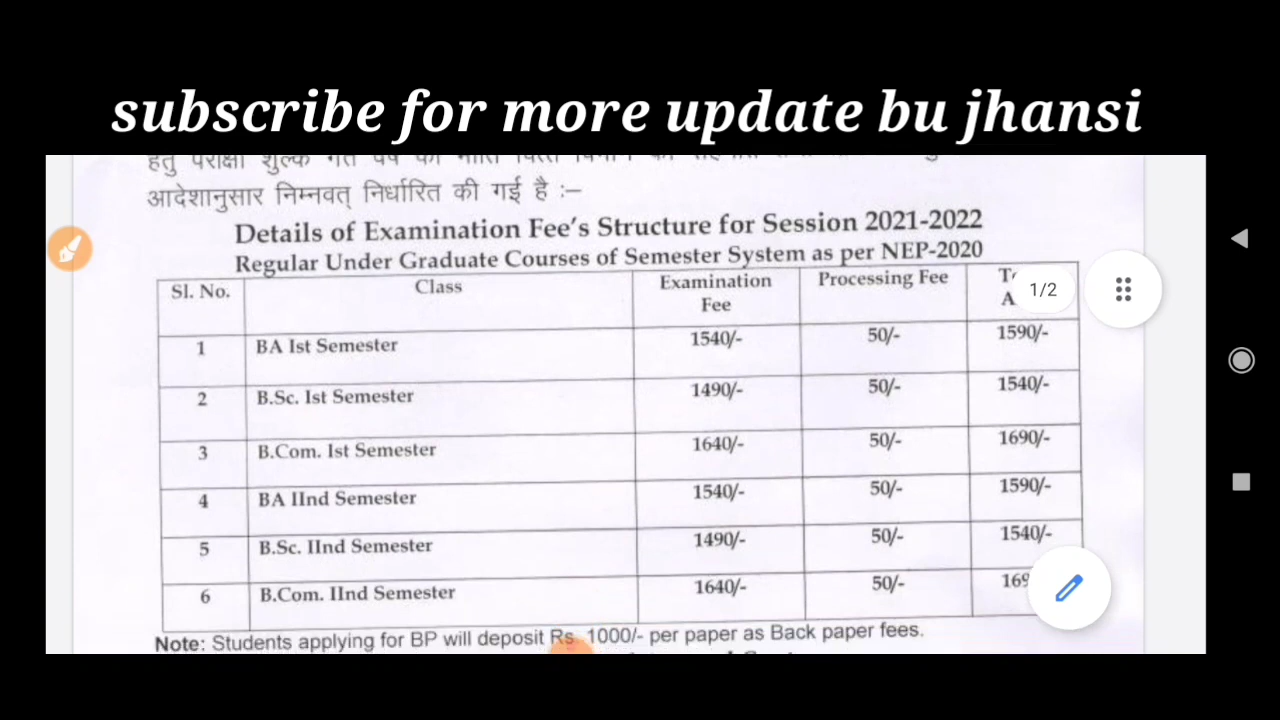 subscribe for more update bu jhansi
हेतु परीक्षा शुल्क गत वर्ष की भांति वित्त
आदेशानुसार निम्नवत् निर्धारित की गई है :–
Details of Examination Fee's Structure for Session 2021-2022
Regular Under Graduate Courses of Semester System as per NEP-2020
Sl. No. Class Examination Fee Processing Fee
1/2
1 BA Ist Semester 1540/- 50/- 1590/-
2 B.Sc. Ist Semester 1490/- 50/- 1540/-
3 B.Com. Ist Semester 1640/- 50/- 1690/-
4 BA IInd Semester 1540/- 50/- 1590/-
5 B.Sc. IInd Semester 1490/- 50/- 1540/-
6 B.Com. IInd Semester 1640/- 50/- 169
Note: Students applying for BP will deposit Rs. 1000/- per paper as Back paper fees.